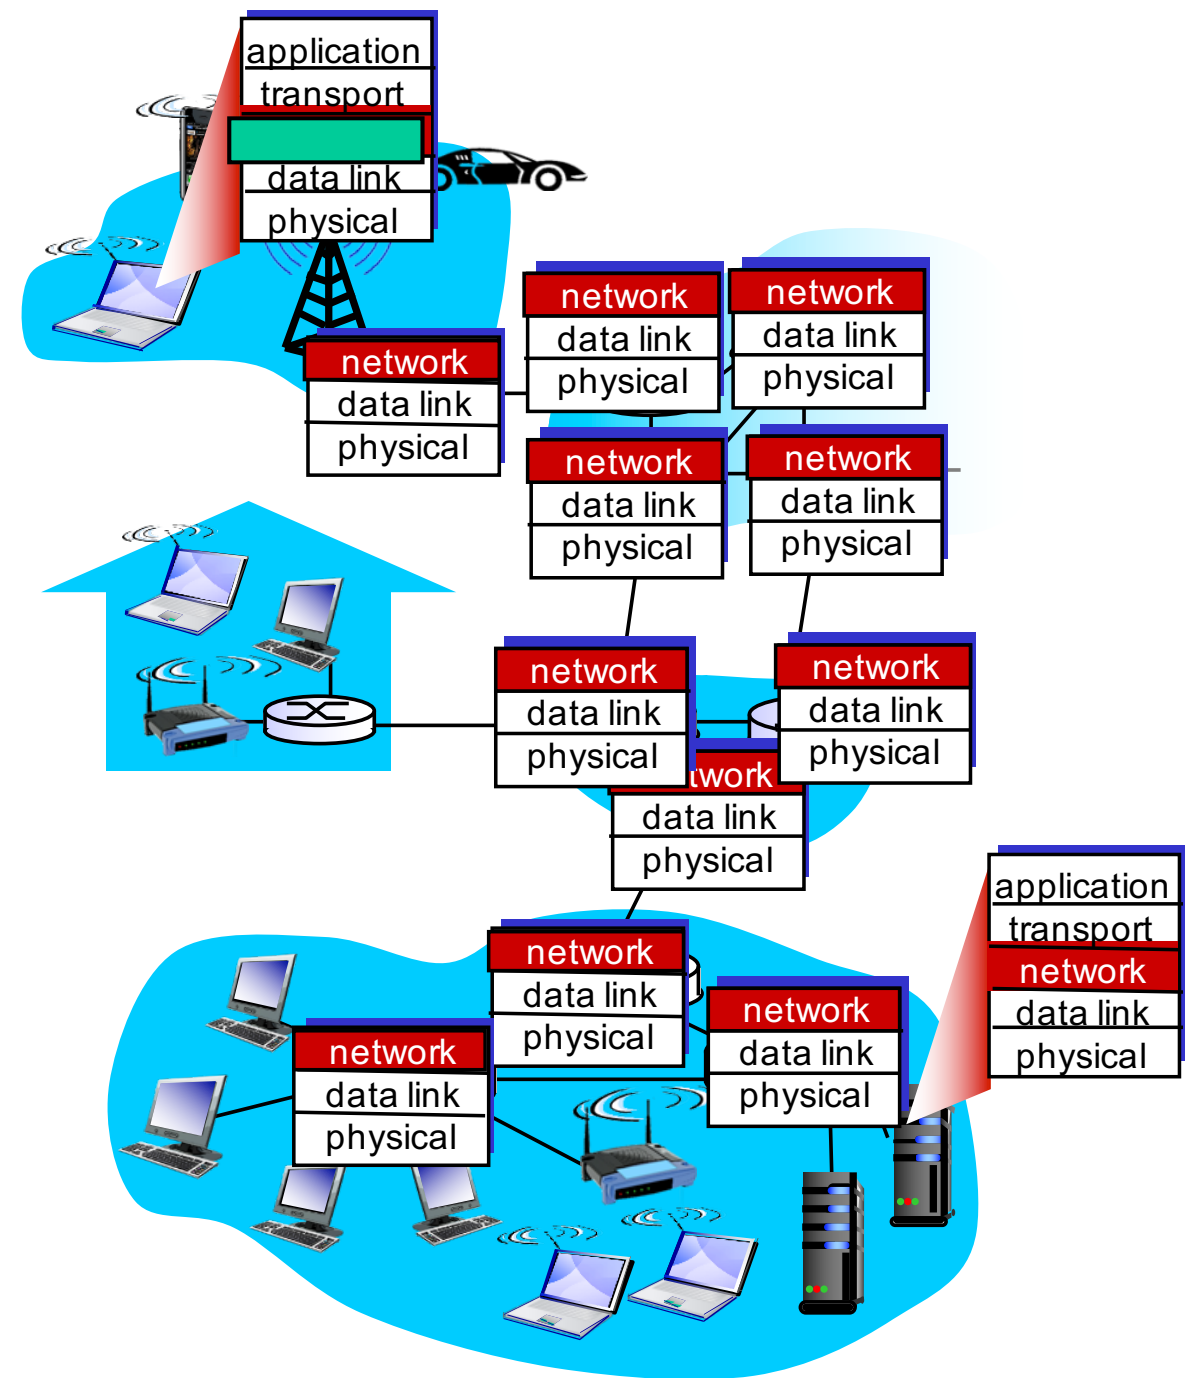 application
transport
data link
physical
network
data link
physical
network
data link
physical
network
data link
physical
network
data link
physical
network
data link
physical
network
data link
physical
network
data link
physical
twork
data link
physical
application
transport
network
data link
physical
network
data link
physical
network
data link
physical
network
data link
physical